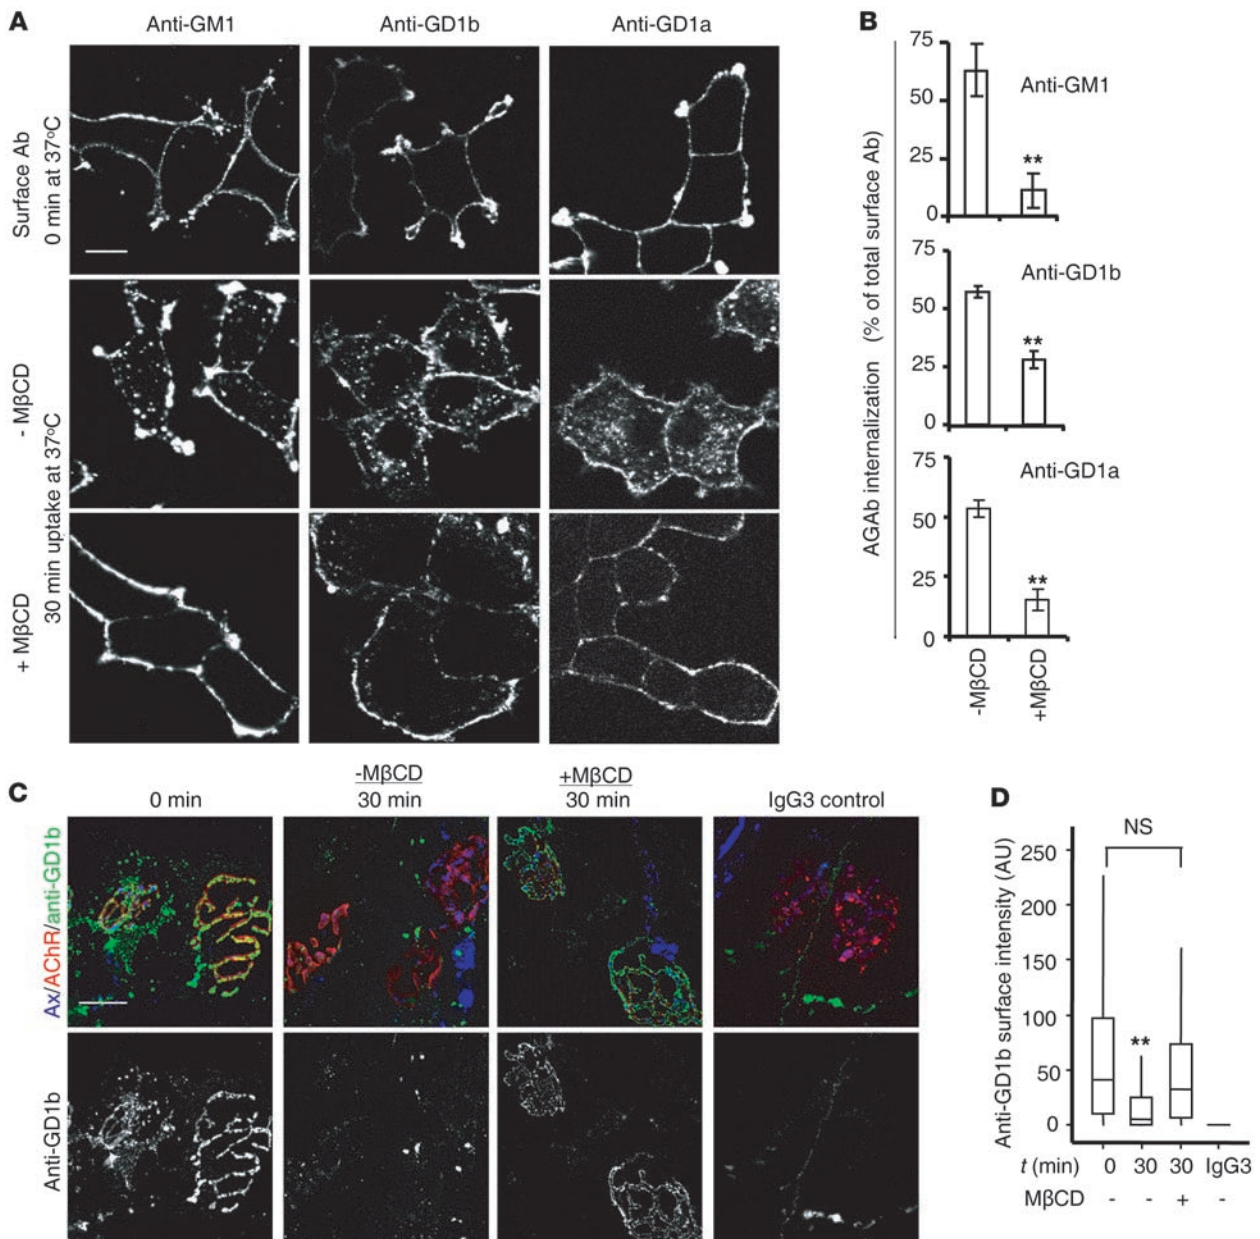 A
Anti-GM1
Anti-GD1b
Anti-GD1a
Surface Ab
0 min at 37°C
- MβCD
+ MβCD
30 min uptake at 37°C
B
AGAb internalization (% of total surface Ab)
75
50
25
0
Anti-GM1
**
75
50
25
0
Anti-GD1b
**
75
50
25
0
Anti-GD1a
**
-MβCD
+MβCD
C
0 min
-MβCD
30 min
+MβCD
30 min
IgG3 control
Ax/AChR/anti-GD1b
Anti-GD1b
D
Anti-GD1b surface intensity (AU)
250
200
150
100
50
0
NS
**
t (min) 0 30 30 IgG3
MβCD - - + -